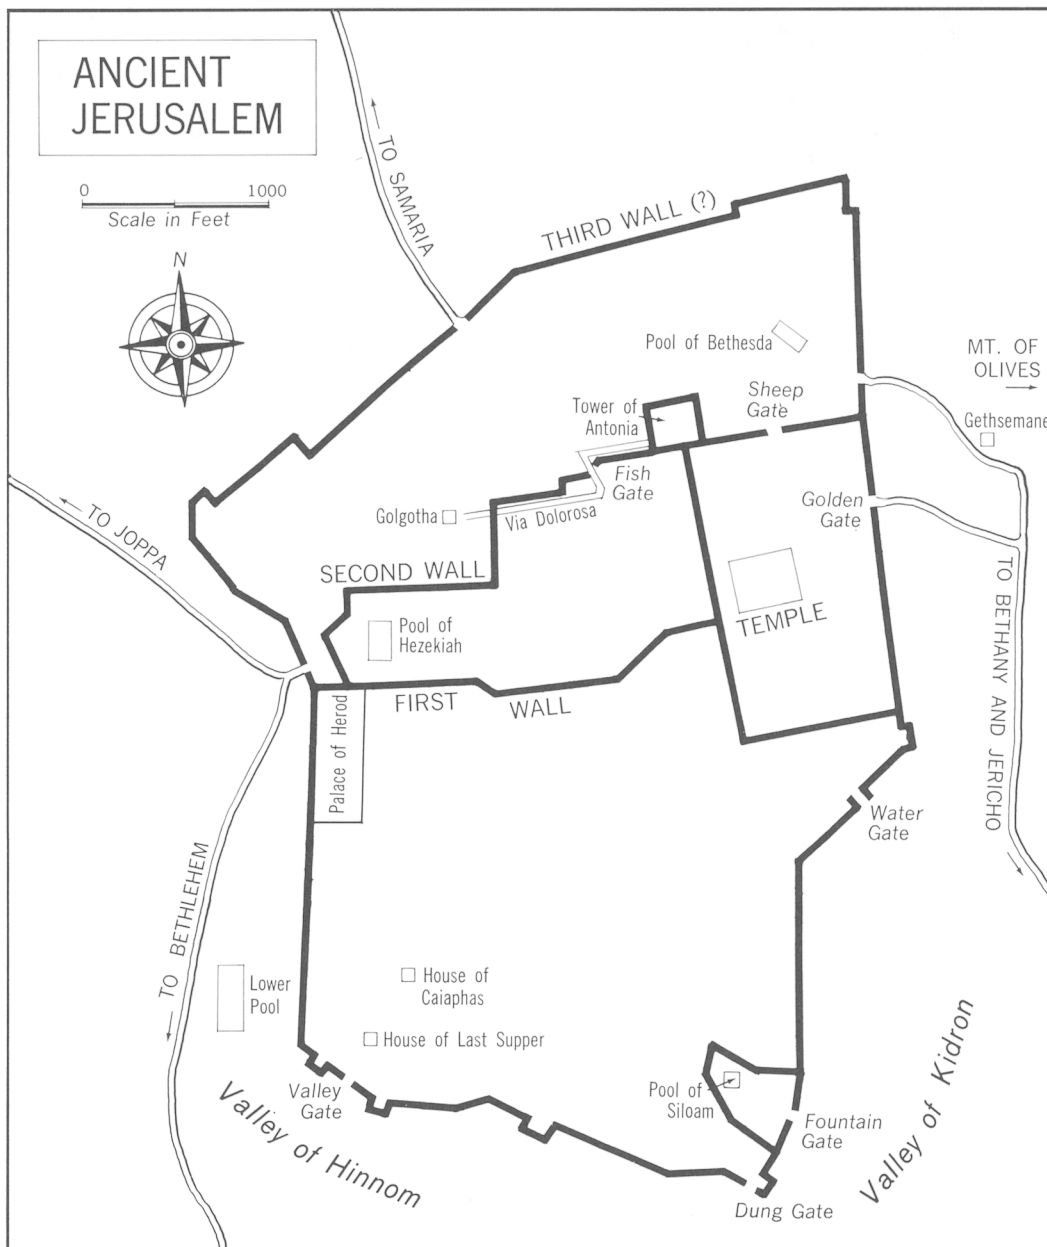 ANCIENT
JERUSALEM
0 1000
Scale in Feet
N
TO SAMARIA
THIRD WALL (?)
Pool of Bethesda
MT. OF
OLIVES
Sheep
Gate
Tower of
Antonia
Gethsemane
Fish
Gate
Golden
Gate
Golgotha
Via Dolorosa
TO JOPPA
SECOND WALL
TEMPLE
Pool of
Hezekiah
FIRST WALL
Palace of Herod
TO BETHANY AND JERICHO
Water
Gate
TO BETHLEHEM
Lower
Pool
House of
Caiaphas
House of Last Supper
Valley
Gate
Pool of
Siloam
Fountain
Gate
Valley of Hinnom
Valley of Kidron
Dung Gate